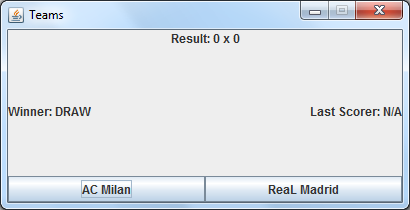 Teams
Result: 0 x 0
Winner: DRAW
Last Scorer: N/A
AC Milan
ReaL Madrid